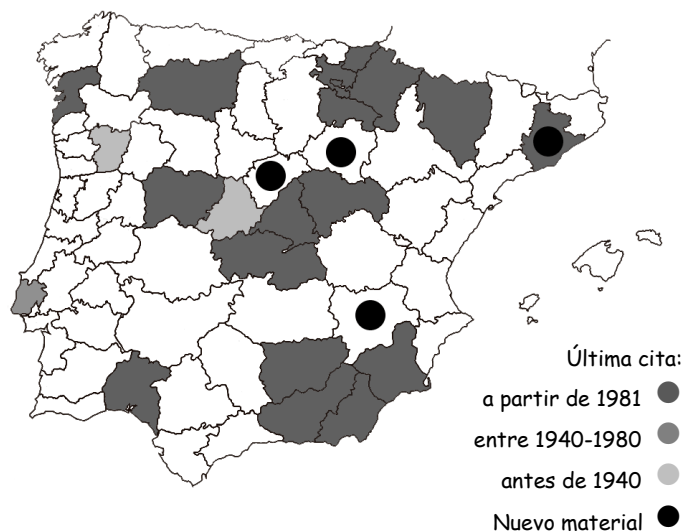 Última cita:
a partir de 1981
entre 1940-1980
antes de 1940
Nuevo material